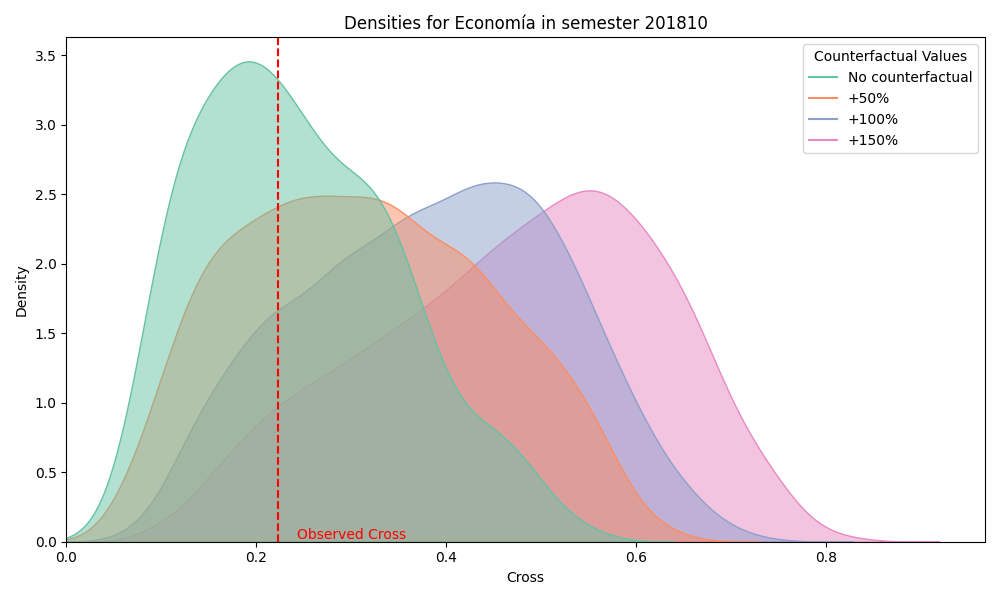 Densities for Economía in semester 201810
Counterfactual Values
No counterfactual
+50%
+100%
+150%
Density
3.5
3.0
2.5
2.0
1.5
1.0
0.5
0.0
Observed Cross
0.0 0.2 0.4 0.6 0.8
Cross